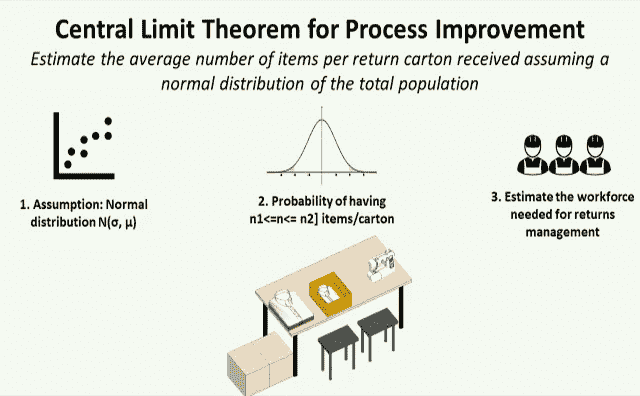 Central Limit Theorem for Process Improvement
Estimate the average number of items per return carton received assuming a
normal distribution of the total population
1. Assumption: Normal
distribution N(σ, μ)
2. Probability of having
n1<=n<= n2] items/carton
3. Estimate the workforce
needed for returns
management